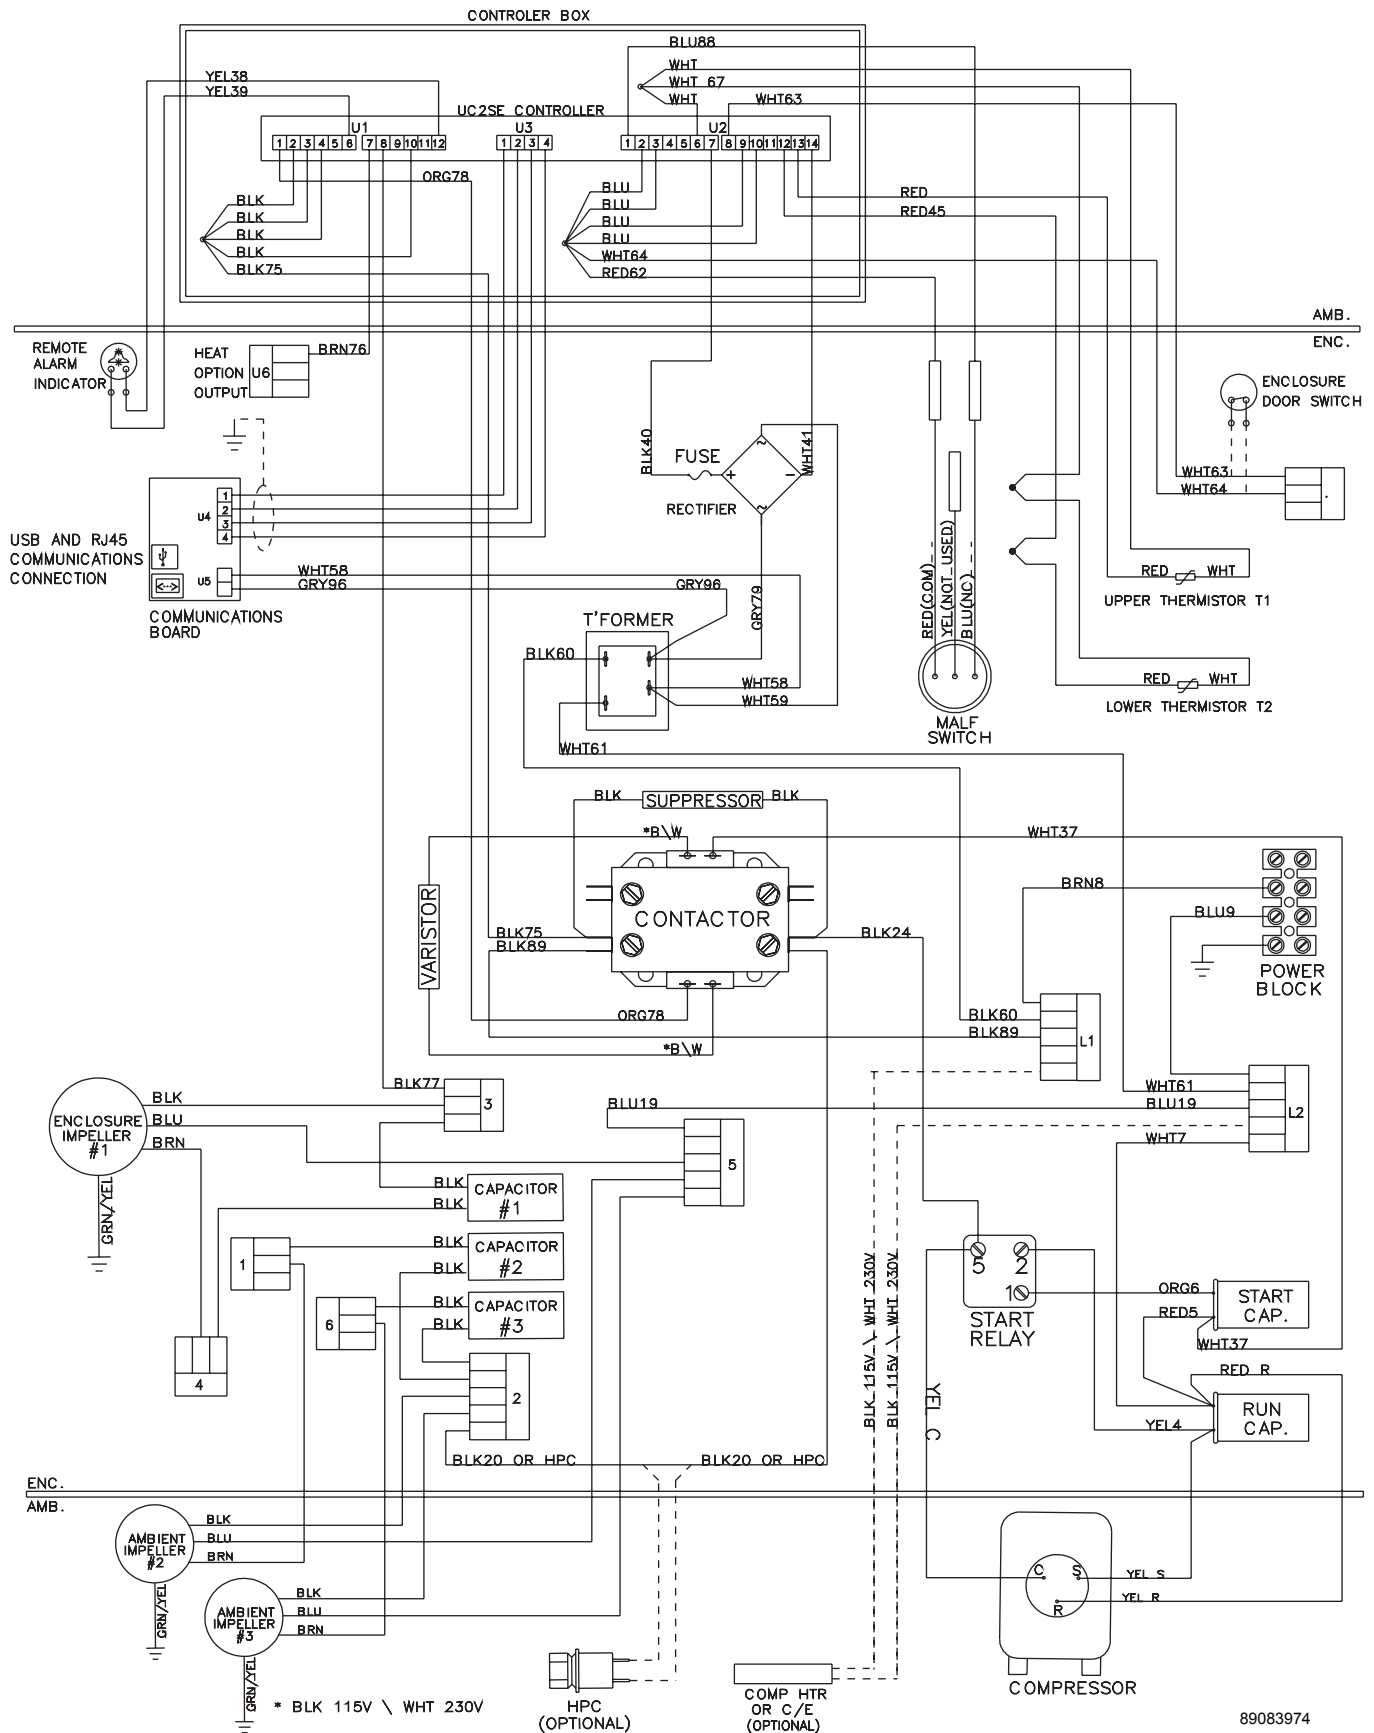 CONTROLER BOX
BLU88
WHT
YEL38
WHT 67
YEL39
WHT
WHT63
UC2SE CONTROLLER
U1
U3
U2
1 2 3 4 5 6 7 8 9 10 11 12
1 2 3 4
1 2 3 4 5 6 7 8 9 10 11 12 13 14
ORG78
BLU
RED
BLK
BLU
RED45
BLK
BLU
BLK
BLU
BLK
WHT64
BLK75
RED62
AMB.
ENC.
REMOTE
ALARM
INDICATOR
HEAT
OPTION
OUTPUT
U6
BRN76
ENCLOSURE
DOOR SWITCH
BLK40
FUSE
+
-
~
~
WHT41
RECTIFIER
WHT63
WHT64
U4
1
2
3
4
USB AND RJ45
COMMUNICATIONS
CONNECTION
U5
<-->
WHT58
GRY96
GRY96
COMMUNICATIONS
BOARD
GRY79
RED(COM)
YEL(NOT USED)
BLU(NC)
RED
WHT
UPPER THERMISTOR T1
T'FORMER
BLK60
WHT58
WHT59
RED
WHT
LOWER THERMISTOR T2
MALF
SWITCH
WHT61
BLK
SUPPRESSOR
BLK
*B\W
WHT37
BRN8
VARISTOR
CONTACTOR
BLU9
BLK75
BLK89
BLK24
POWER
BLOCK
ORG78
BLK60
BLK89
L1
*B\W
BLK77
3
WHT61
BLU19
BLU19
L2
WHT7
ENCLOSURE
IMPELLER
#1
BLK
BLU
BRN
5
GRN/YEL
BLK
BLK
CAPACITOR
#1
1
BLK
BLK
CAPACITOR
#2
6
BLK
BLK
CAPACITOR
#3
4
2
BLK 115V / WHT 230V
BLK 115V / WHT 230V
5
2
1
START
RELAY
ORG6
RED5
START
CAP.
WHT37
RED R
RUN
CAP.
YEL4
YEL C
BLK20 OR HPC
BLK20 OR HPC
ENC.
AMB.
AMBIENT
IMPELLER
#2
BLK
BLU
BRN
GRN/YEL
AMBIENT
IMPELLER
#3
BLK
BLU
BRN
GRN/YEL
C
S
R
YEL S
YEL R
COMPRESSOR
* BLK 115V \ WHT 230V
HPC
(OPTIONAL)
COMP HTR
OR C/E
(OPTIONAL)
89083974